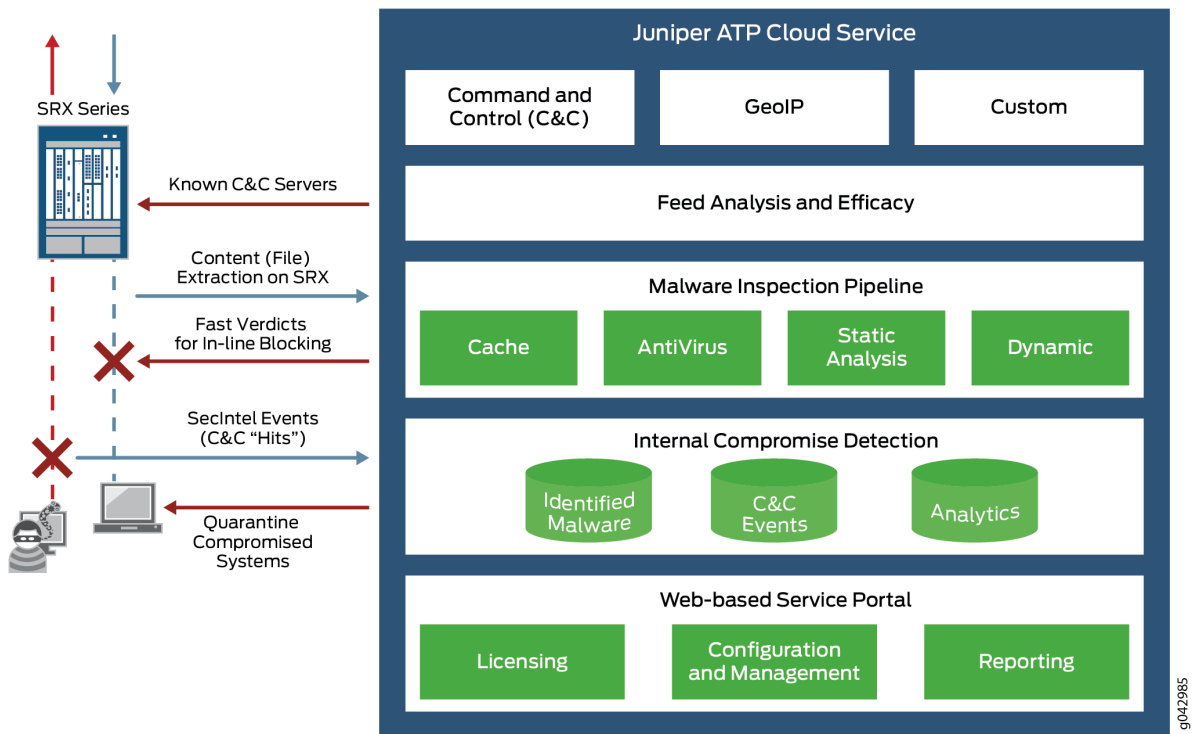 Juniper ATP Cloud Service
SRX Series
Command and
Control (C&C)
GeoIP
Custom
Known C&C Servers
Feed Analysis and Efficacy
Content (File)
Extraction on SRX
Malware Inspection Pipeline
Fast Verdicts
for In-line Blocking
Cache
AntiVirus
Static
Analysis
Dynamic
SecIntel Events
(C&C “Hits”)
Internal Compromise Detection
Identified
Malware
C&C
Events
Analytics
Quarantine
Compromised
Systems
Web-based Service Portal
Licensing
Configuration
and Management
Reporting
g042985